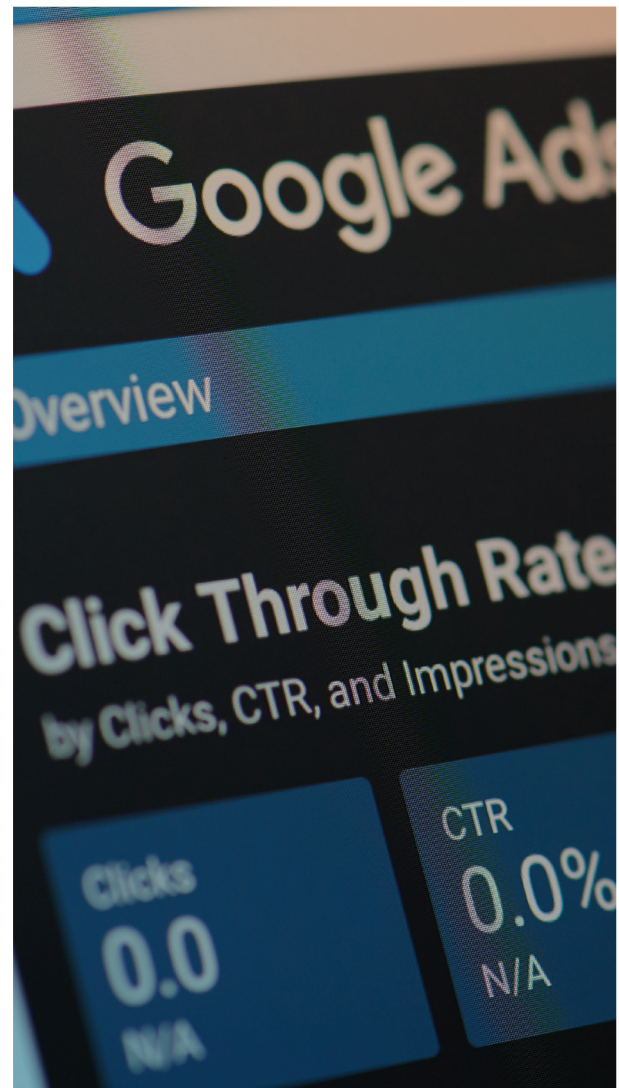 Google Ads
Overview
Click Through Rate
by Clicks, CTR, and Impressions
Clicks
0.0
N/A
CTR
0.0%
N/A